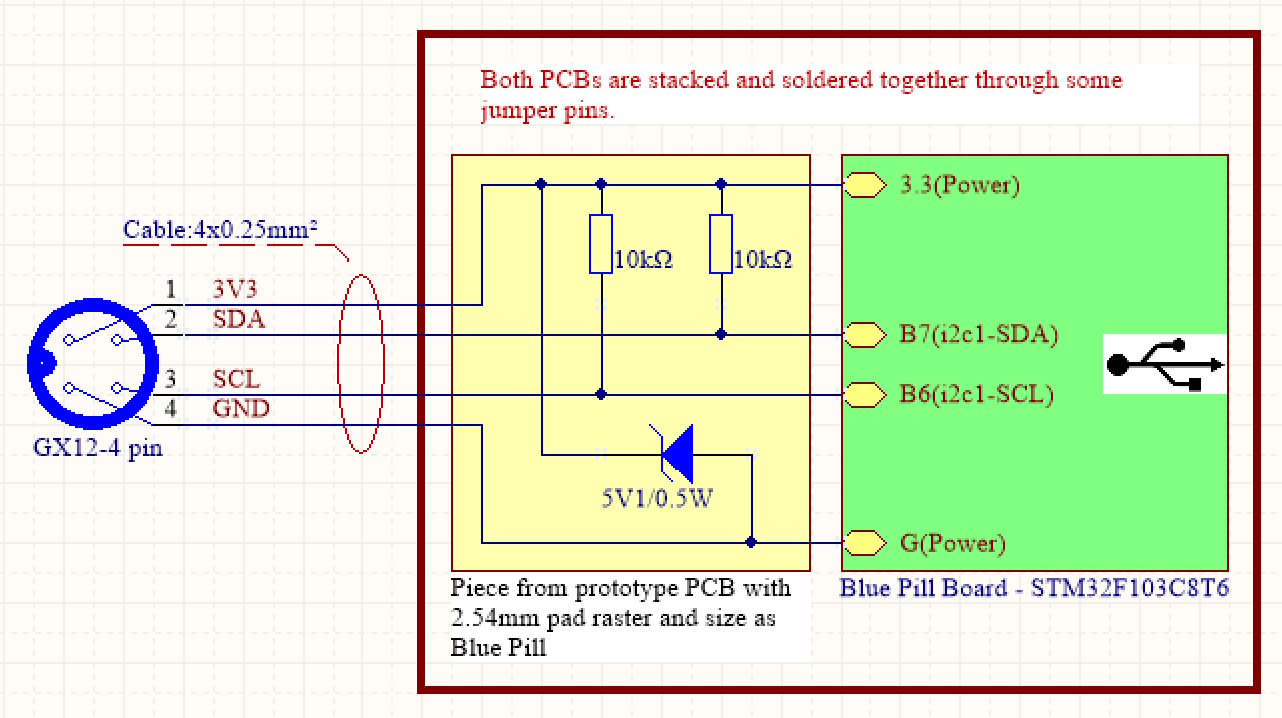 Both PCBs are stacked and soldered together through some
jumper pins.
Cable:4x0.25mm²
1 3V3
2 SDA
3 SCL
4 GND
GX12-4 pin
10kΩ
10kΩ
5V1/0.5W
3.3(Power)
B7(i2c1-SDA)
B6(i2c1-SCL)
G(Power)
Piece from prototype PCB with
2.54mm pad raster and size as
Blue Pill
Blue Pill Board - STM32F103C8T6